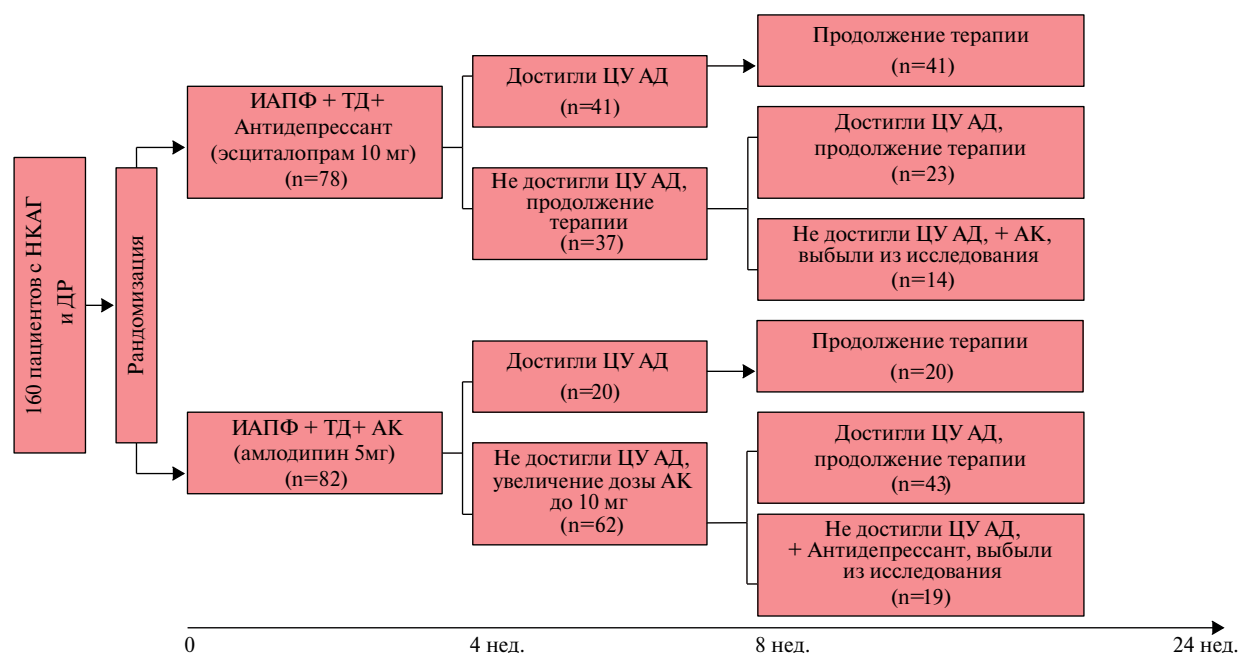 160 пациентов с НКАГ
и ДР
Рандомизация
ИАПФ + ТД+
Антидепрессант
(эсциталопрам 10 мг)
(n=78)
Достигли ЦУ АД
(n=41)
Продолжение терапии
(n=41)
Не достигли ЦУ АД,
продолжение
терапии
(n=37)
Достигли ЦУ АД,
продолжение терапии
(n=23)
Не достигли ЦУ АД, + АК,
выбыли из исследования
(n=14)
ИАПФ + ТД+ АК
(амлодипин 5мг)
(n=82)
Достигли ЦУ АД
(n=20)
Продолжение терапии
(n=20)
Не достигли ЦУ АД,
увеличение дозы АК
до 10 мг
(n=62)
Достигли ЦУ АД,
продолжение терапии
(n=43)
Не достигли ЦУ АД,
+ Антидепрессант, выбыли
из исследования
(n=19)
0 4 нед. 8 нед. 24 нед.